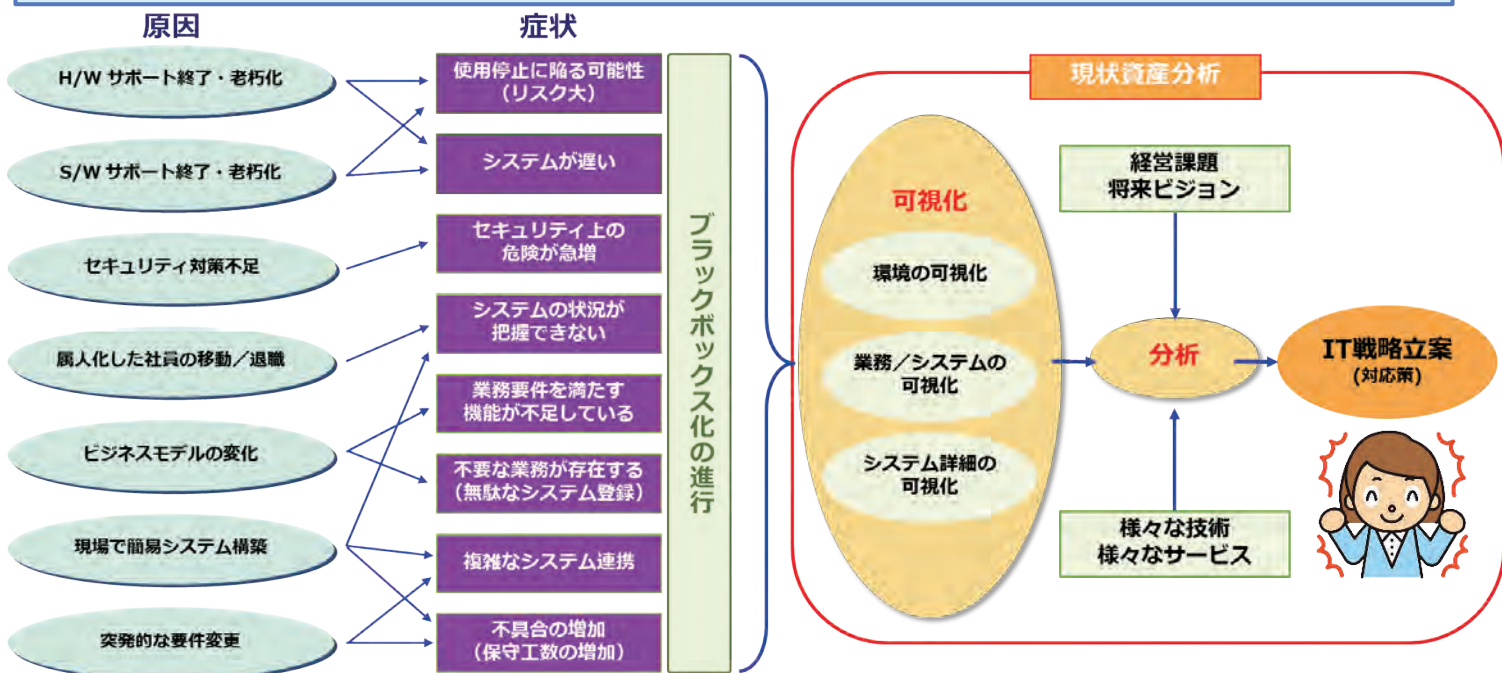 原因
症状
H/W サポート終了・老朽化
S/W サポート終了・老朽化
セキュリティ対策不足
属人化した社員の移動／退職
ビジネスモデルの変化
現場で簡易システム構築
突発的な要件変更
使用停止に陥る可能性
（リスク大）
システムが遅い
セキュリティ上の
危険が急増
システムの状況が
把握できない
業務要件を満たす
機能が不足している
不要な業務が存在する
（無駄なシステム登録）
複雑なシステム連携
不具合の増加
（保守工数の増加）
ブラックボックス化の進行
現状資産分析
可視化
環境の可視化
業務／システムの
可視化
システム詳細の
可視化
経営課題
将来ビジョン
分析
様々な技術
様々なサービス
IT戦略立案
(対応策)